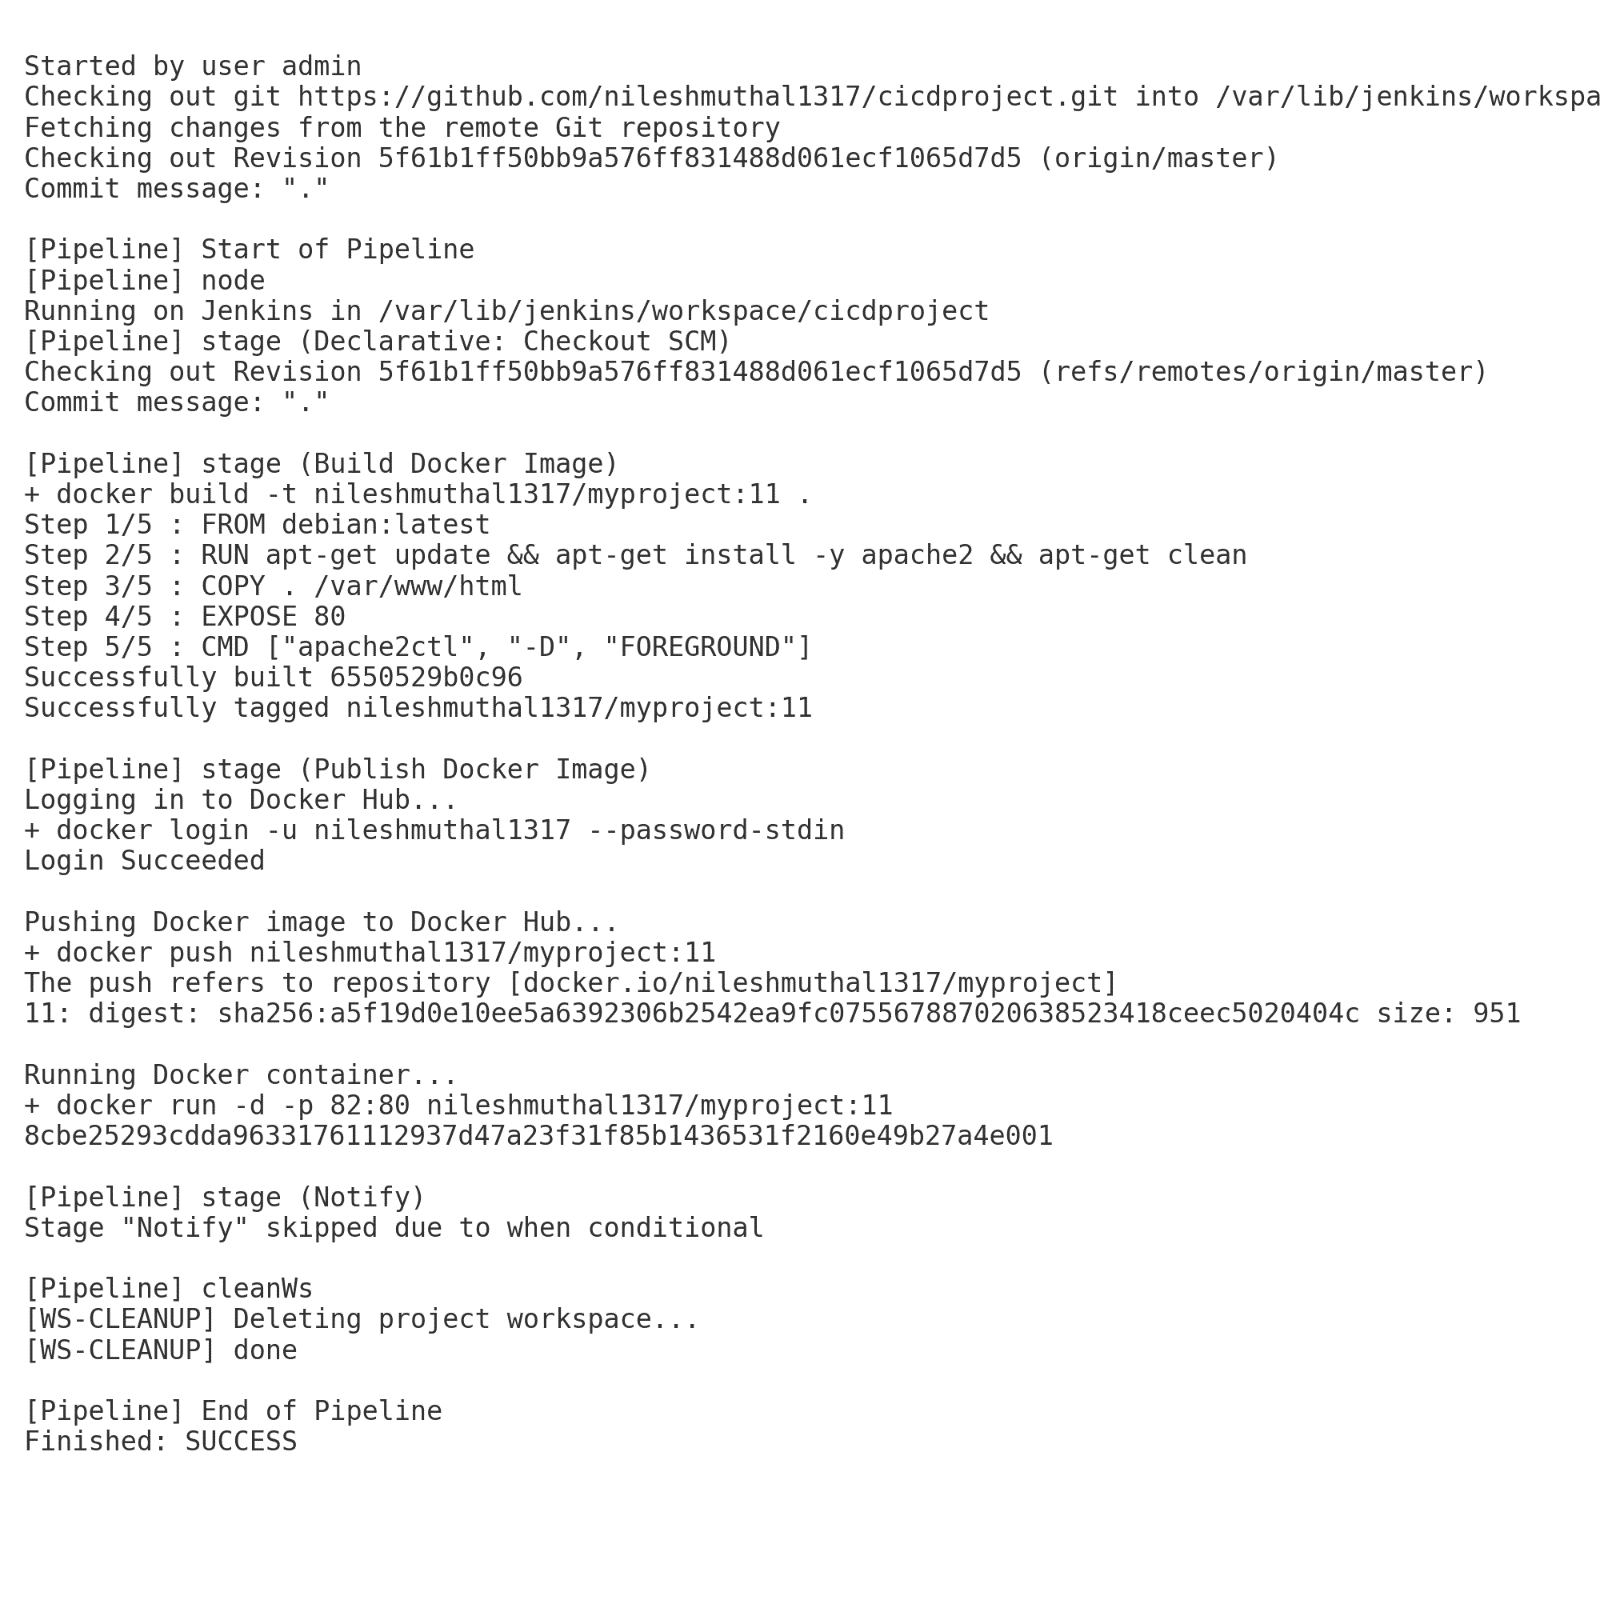 Started by user admin
Checking out git https://github.com/nileshmuthal1317/cicdproject.git into /var/lib/jenkins/workspa
Fetching changes from the remote Git repository
Checking out Revision 5f61b1ff50bb9a576ff831488d061ecf1065d7d5 (origin/master)
Commit message: "."
[Pipeline] Start of Pipeline
[Pipeline] node
Running on Jenkins in /var/lib/jenkins/workspace/cicdproject
[Pipeline] stage (Declarative: Checkout SCM)
Checking out Revision 5f61b1ff50bb9a576ff831488d061ecf1065d7d5 (refs/remotes/origin/master)
Commit message: "."
[Pipeline] stage (Build Docker Image)
+ docker build -t nileshmuthal1317/myproject:11 .
Step 1/5 : FROM debian:latest
Step 2/5 : RUN apt-get update && apt-get install -y apache2 && apt-get clean
Step 3/5 : COPY . /var/www/html
Step 4/5 : EXPOSE 80
Step 5/5 : CMD ["apache2ctl", "-D", "FOREGROUND"]
Successfully built 6550529b0c96
Successfully tagged nileshmuthal1317/myproject:11
[Pipeline] stage (Publish Docker Image)
Logging in to Docker Hub...
+ docker login -u nileshmuthal1317 --password-stdin
Login Succeeded
Pushing Docker image to Docker Hub...
+ docker push nileshmuthal1317/myproject:11
The push refers to repository [docker.io/nileshmuthal1317/myproject]
11: digest: sha256:a5f19d0e10ee5a6392306b2542ea9fc075567887020638523418ceec5020404c size: 951
Running Docker container...
+ docker run -d -p 82:80 nileshmuthal1317/myproject:11
8cbe25293cdda96331761112937d47a23f31f85b1436531f2160e49b27a4e001
[Pipeline] stage (Notify)
Stage "Notify" skipped due to when conditional
[Pipeline] cleanWs
[WS-CLEANUP] Deleting project workspace...
[WS-CLEANUP] done
[Pipeline] End of Pipeline
Finished: SUCCESS